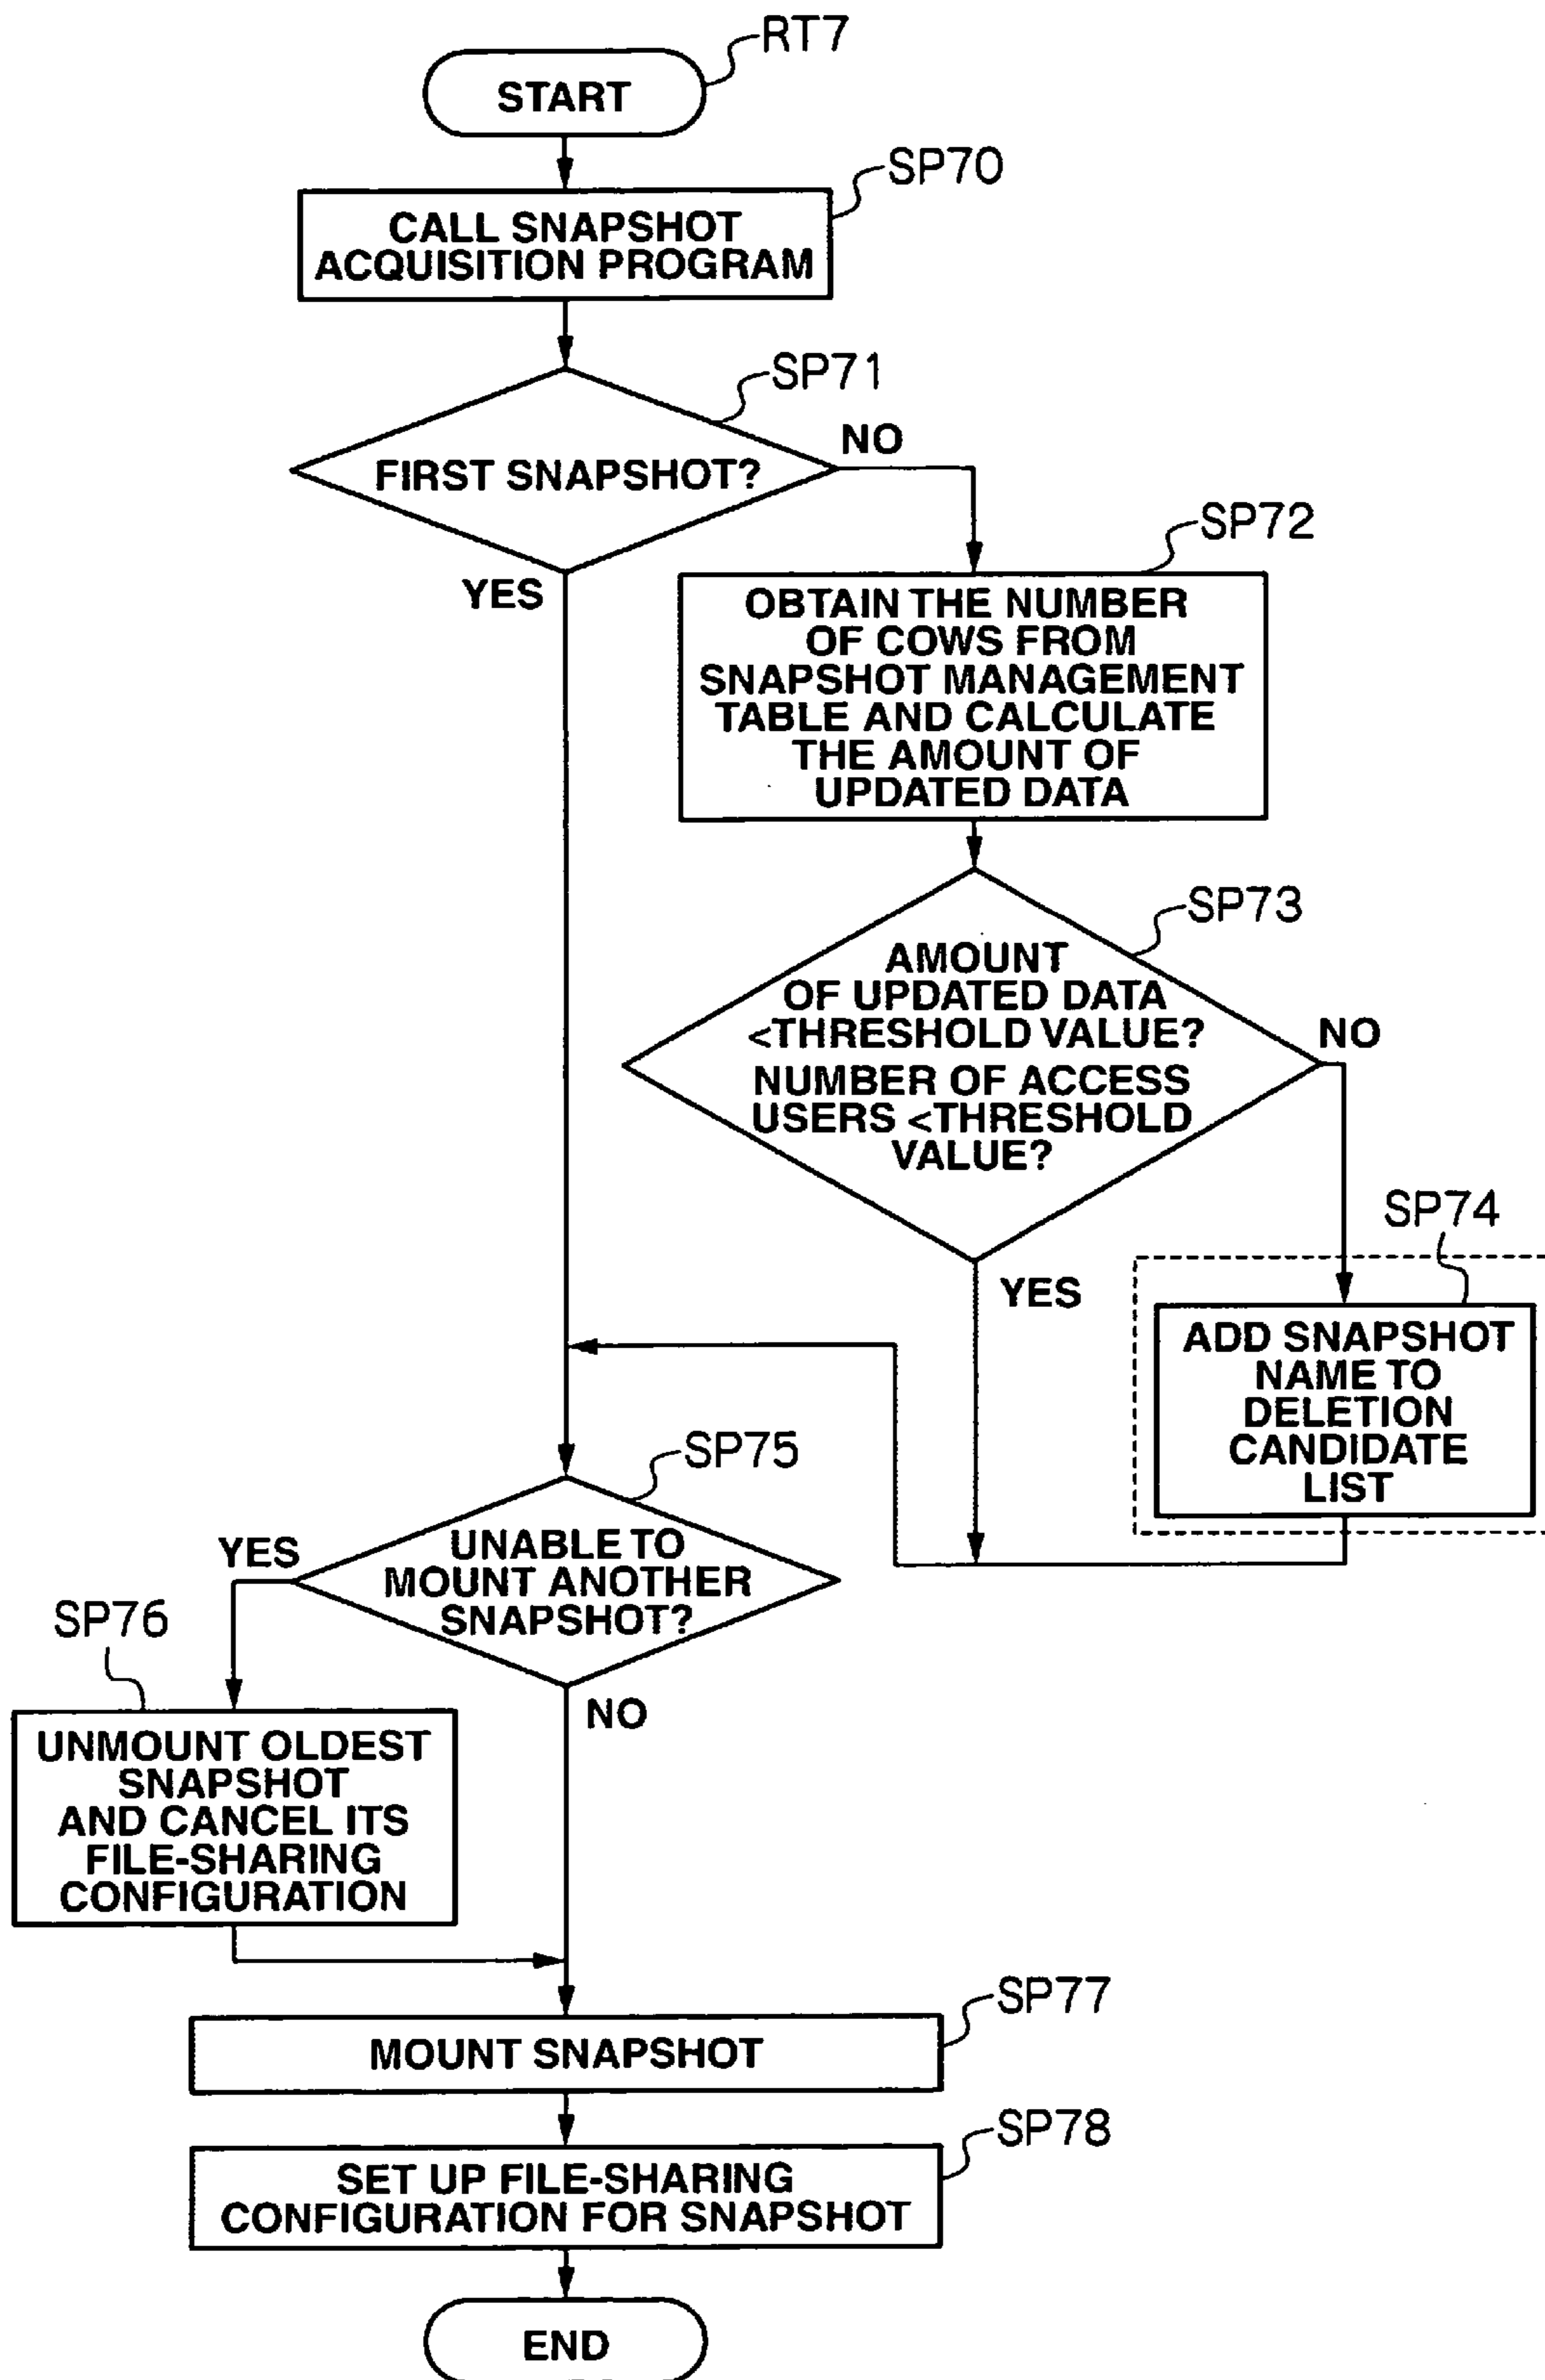 RT7
START
SP70
CALL SNAPSHOT
ACQUISITION PROGRAM
SP71
FIRST SNAPSHOT?
NO
YES
SP72
OBTAIN THE NUMBER
OF COWS FROM
SNAPSHOT MANAGEMENT
TABLE AND CALCULATE
THE AMOUNT OF
UPDATED DATA
SP73
AMOUNT
OF UPDATED DATA
<THRESHOLD VALUE?
NUMBER OF ACCESS
USERS <THRESHOLD
VALUE?
NO
YES
SP74
ADD SNAPSHOT
NAME TO
DELETION
CANDIDATE
LIST
SP75
UNABLE TO
MOUNT ANOTHER
SNAPSHOT?
YES
NO
SP76
UNMOUNT OLDEST
SNAPSHOT
AND CANCEL ITS
FILE-SHARING
CONFIGURATION
SP77
MOUNT SNAPSHOT
SP78
SET UP FILE-SHARING
CONFIGURATION FOR SNAPSHOT
END